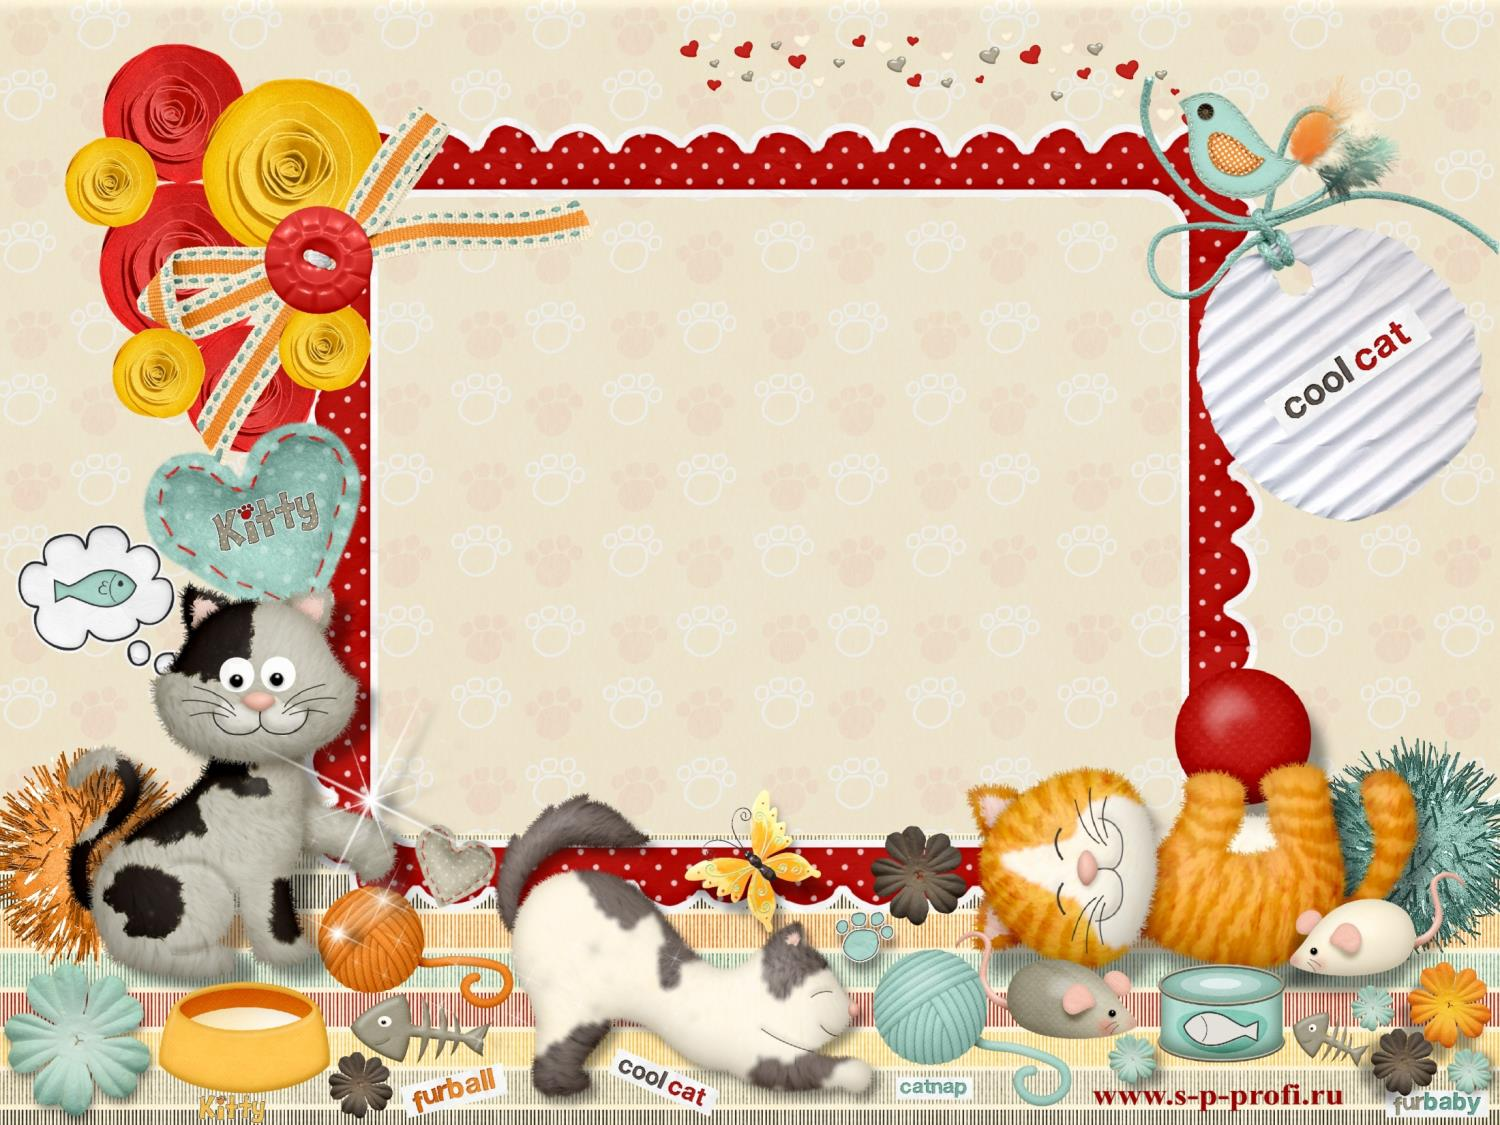 cool cat
Kitty
furball
cool cat
catnap
www.s-p-profi.ru
Kitty
furbaby